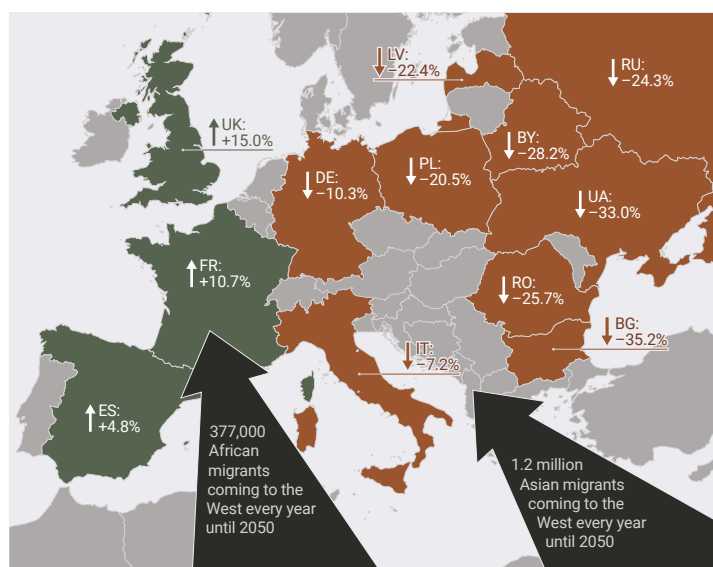 LV:
−22.4%
RU:
−24.3%
UK:
+15.0%
BY:
−28.2%
DE:
−10.3%
PL:
−20.5%
UA:
−33.0%
FR:
+10.7%
RO:
−25.7%
BG:
−35.2%
IT:
−7.2%
ES:
+4.8%
377,000
African
migrants
coming to the
West every year
until 2050
1.2 million
Asian migrants
coming to the
West every year
until 2050